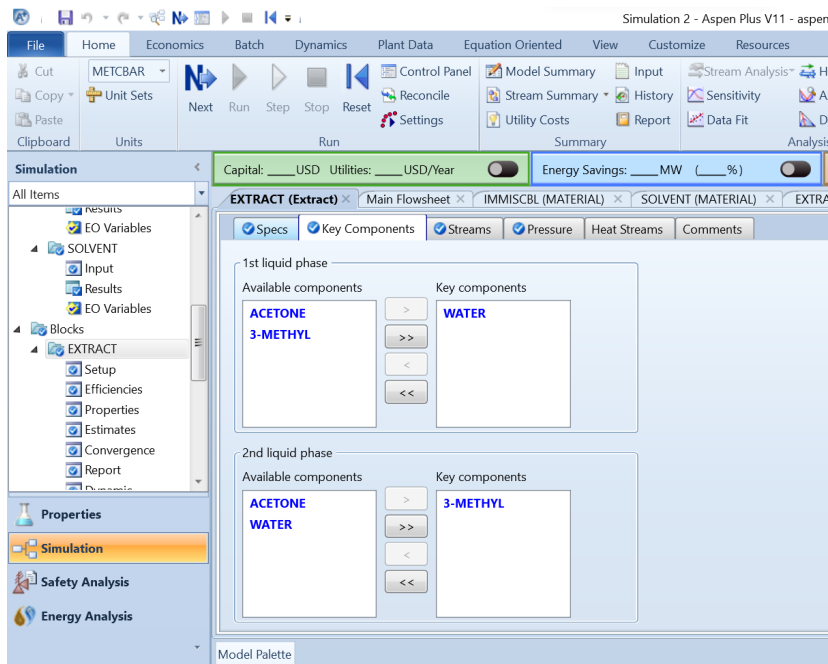 Simulation 2 - Aspen Plus V11 - aspen
File Home Economics Batch Dynamics Plant Data Equation Oriented View Customize Resources
Cut METCBAR Control Panel Model Summary Input Stream Analysis H
Copy Unit Sets Next Run Step Stop Reset Reconcile Stream Summary History Sensitivity A
Paste Settings Utility Costs Report Data Fit D
Clipboard Units Run Summary Analysis
Simulation < Capital: ____USD Utilities: ____USD/Year Energy Savings: ____MW (____%)
All Items
EXTRACT (Extract) × Main Flowsheet × IMMISCBL (MATERIAL) × SOLVENT (MATERIAL) × EXTRA
Results
EO Variables
SOLVENT
Input
Results
EO Variables
Blocks
EXTRACT
Setup
Efficiencies
Properties
Estimates
Convergence
Report
Dynamic
Properties
Simulation
Safety Analysis
Energy Analysis
Specs Key Components Streams Pressure Heat Streams Comments
1st liquid phase
Available components Key components
ACETONE > WATER
3-METHYL >>
<
<<
2nd liquid phase
Available components Key components
ACETONE > 3-METHYL
WATER >>
<
<<
Model Palette